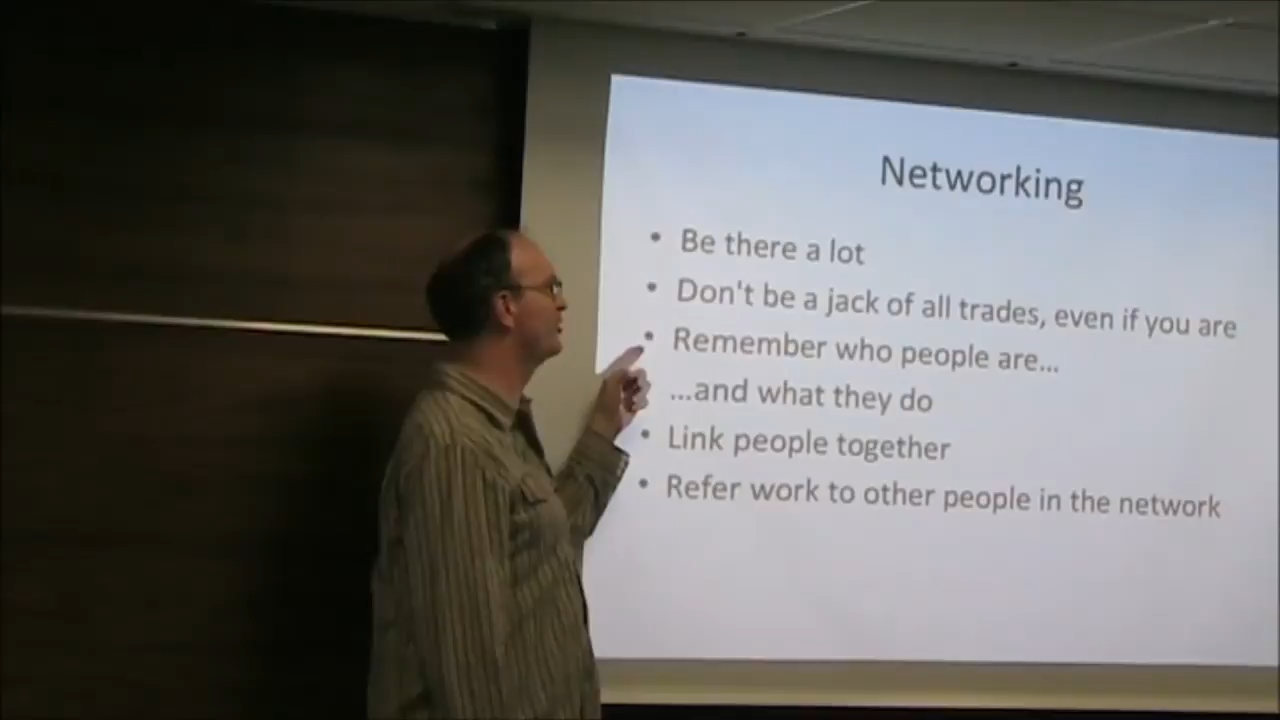 Networking
• Be there a lot
• Don't be a jack of all trades, even if you are
• Remember who people are...
...and what they do
• Link people together
• Refer work to other people in the network